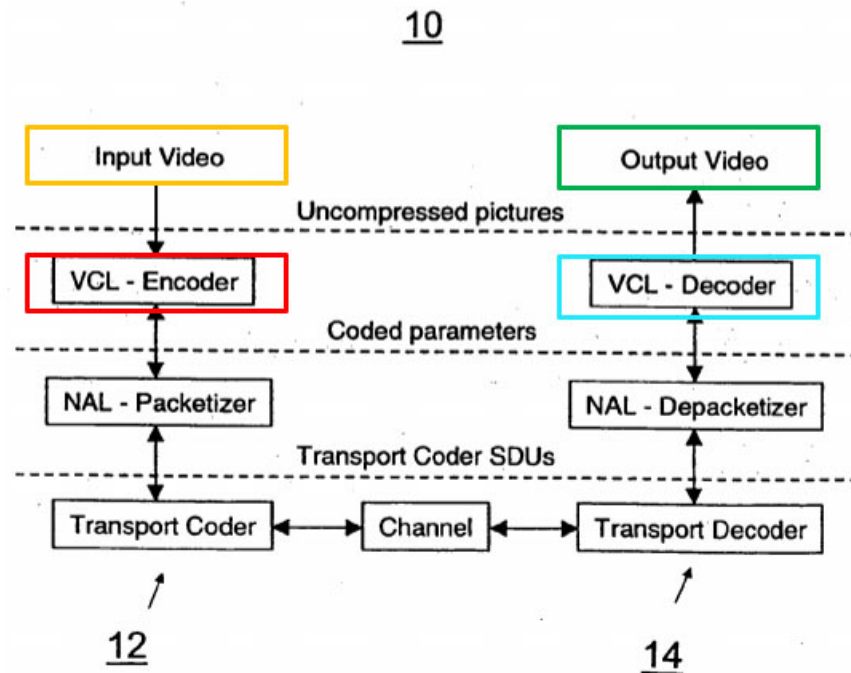 10
Input Video
Output Video
Uncompressed pictures
VCL - Encoder
VCL - Decoder
Coded parameters
NAL - Packetizer
NAL - Depacketizer
Transport Coder SDUs
Transport Coder
Channel
Transport Decoder
12
14